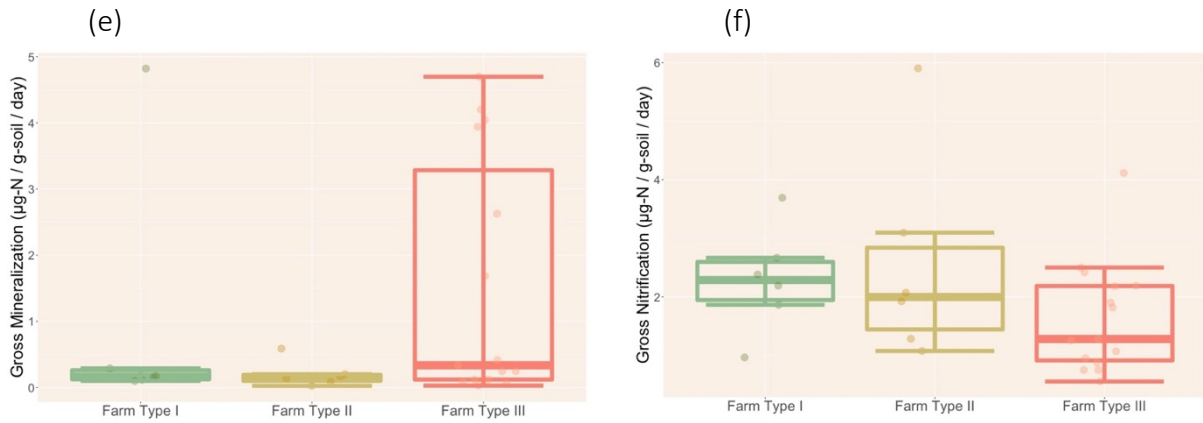 (e)
Gross Mineralization (µg-N / g-soil / day)
5
4
3
2
1
0
Farm Type I
Farm Type II
Farm Type III
(f)
Gross Nitrification (µg-N / g-soil / day)
6
4
2
Farm Type I
Farm Type II
Farm Type III